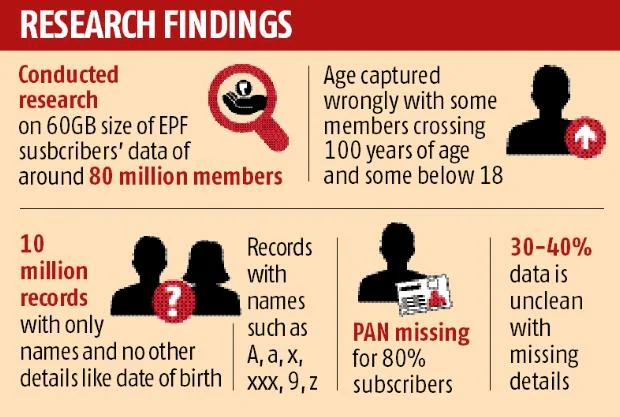 RESEARCH FINDINGS
Conducted
research
on 60GB size of EPF
susbcribers’ data of
around 80 million members
Age captured
wrongly with some
members crossing
100 years of age
and some below 18
10
million
records
with only
names and no other
details like date of birth
?
Records
with
names
such as
A, a, x,
xxx, 9, z
PAN missing
for 80%
subscribers
30–40%
data is
unclean
with
missing
details